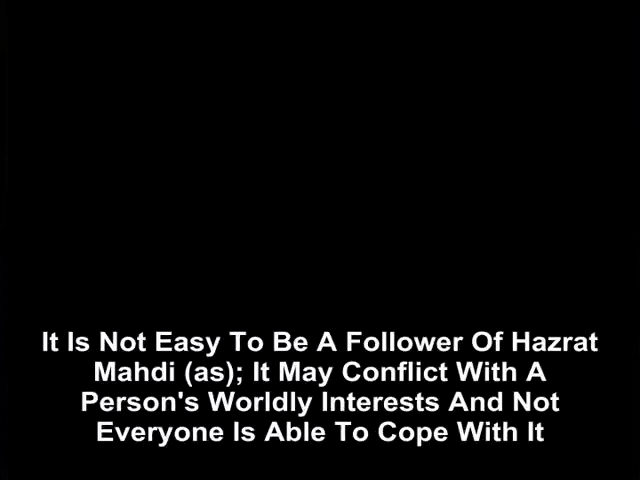 It Is Not Easy To Be A Follower Of Hazrat
Mahdi (as); It May Conflict With A
Person's Worldly Interests And Not
Everyone Is Able To Cope With It